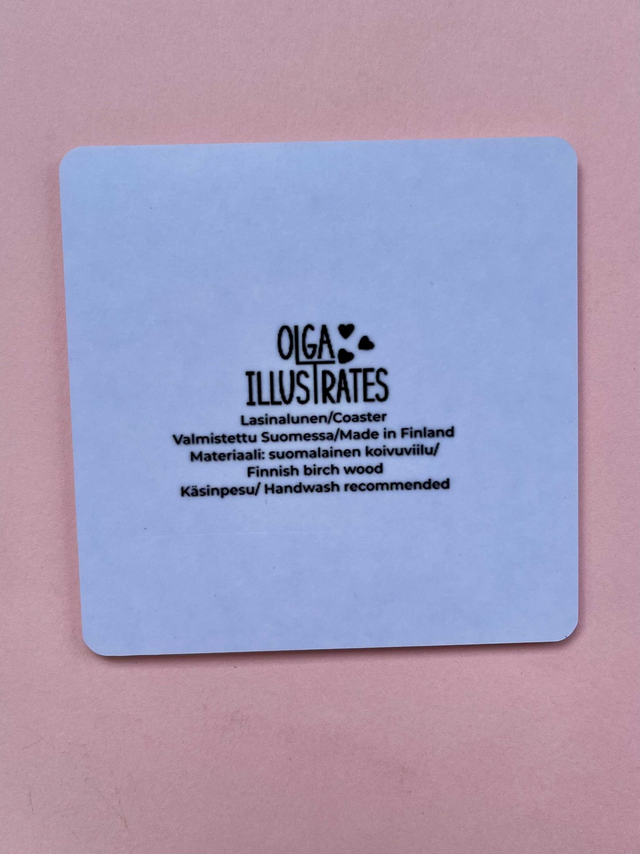 OLGA
ILLUSTRATES
Lasinalunen/Coaster
Valmistettu Suomessa/Made in Finland
Materiaali: suomalainen koivuviilu/
Finnish birch wood
Käsinpesu/ Handwash recommended